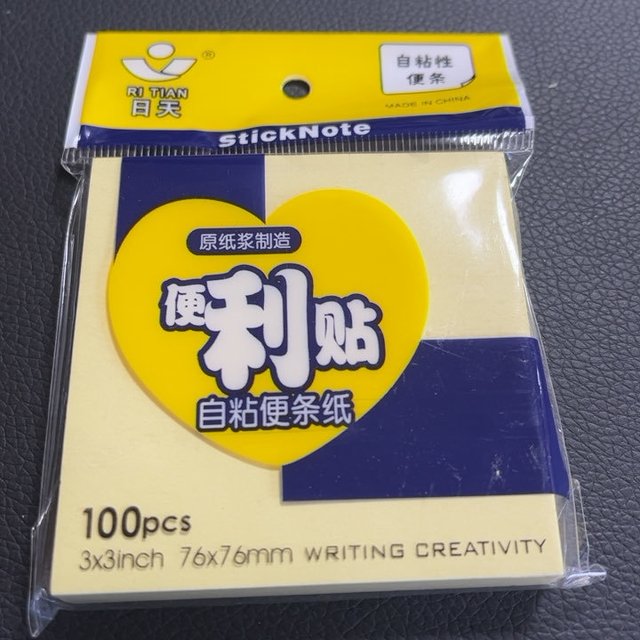 ®
RI TIAN
日天
自粘性
便条
MADE IN CHINA
StickNote
原纸浆制造
便利贴
自粘便条纸
100pcs
3x3inch 76x76mm WRITING CREATIVITY